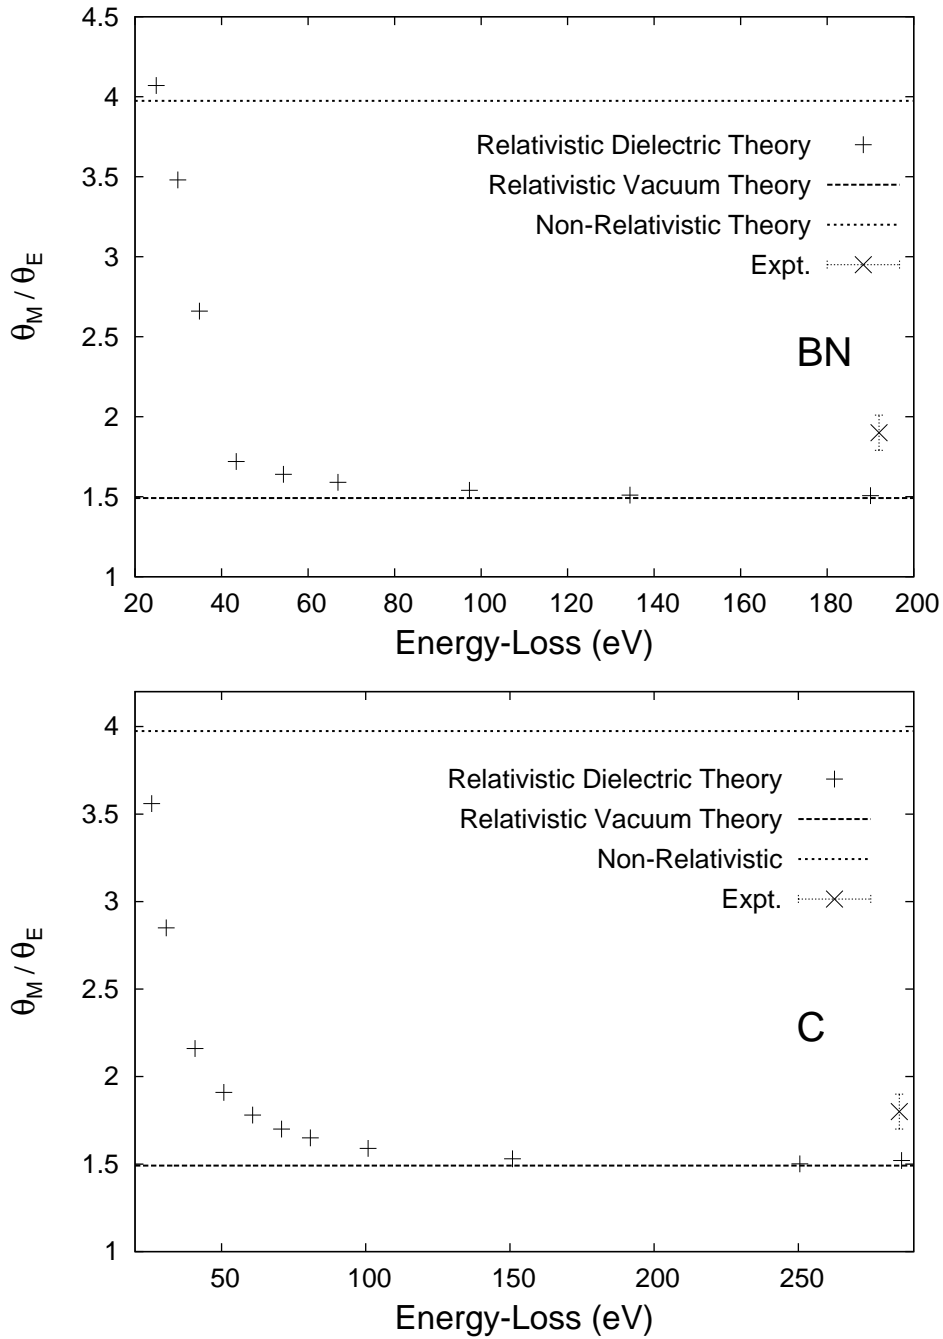 4.5
4
3.5
3
2.5
2
1.5
1
θM / θE
Relativistic Dielectric Theory
Relativistic Vacuum Theory
Non-Relativistic Theory
Expt.
BN
20 40 60 80 100 120 140 160 180 200
Energy-Loss (eV)
4
3.5
3
2.5
2
1.5
1
θM / θE
Relativistic Dielectric Theory
Relativistic Vacuum Theory
Non-Relativistic
Expt.
C
50 100 150 200 250
Energy-Loss (eV)